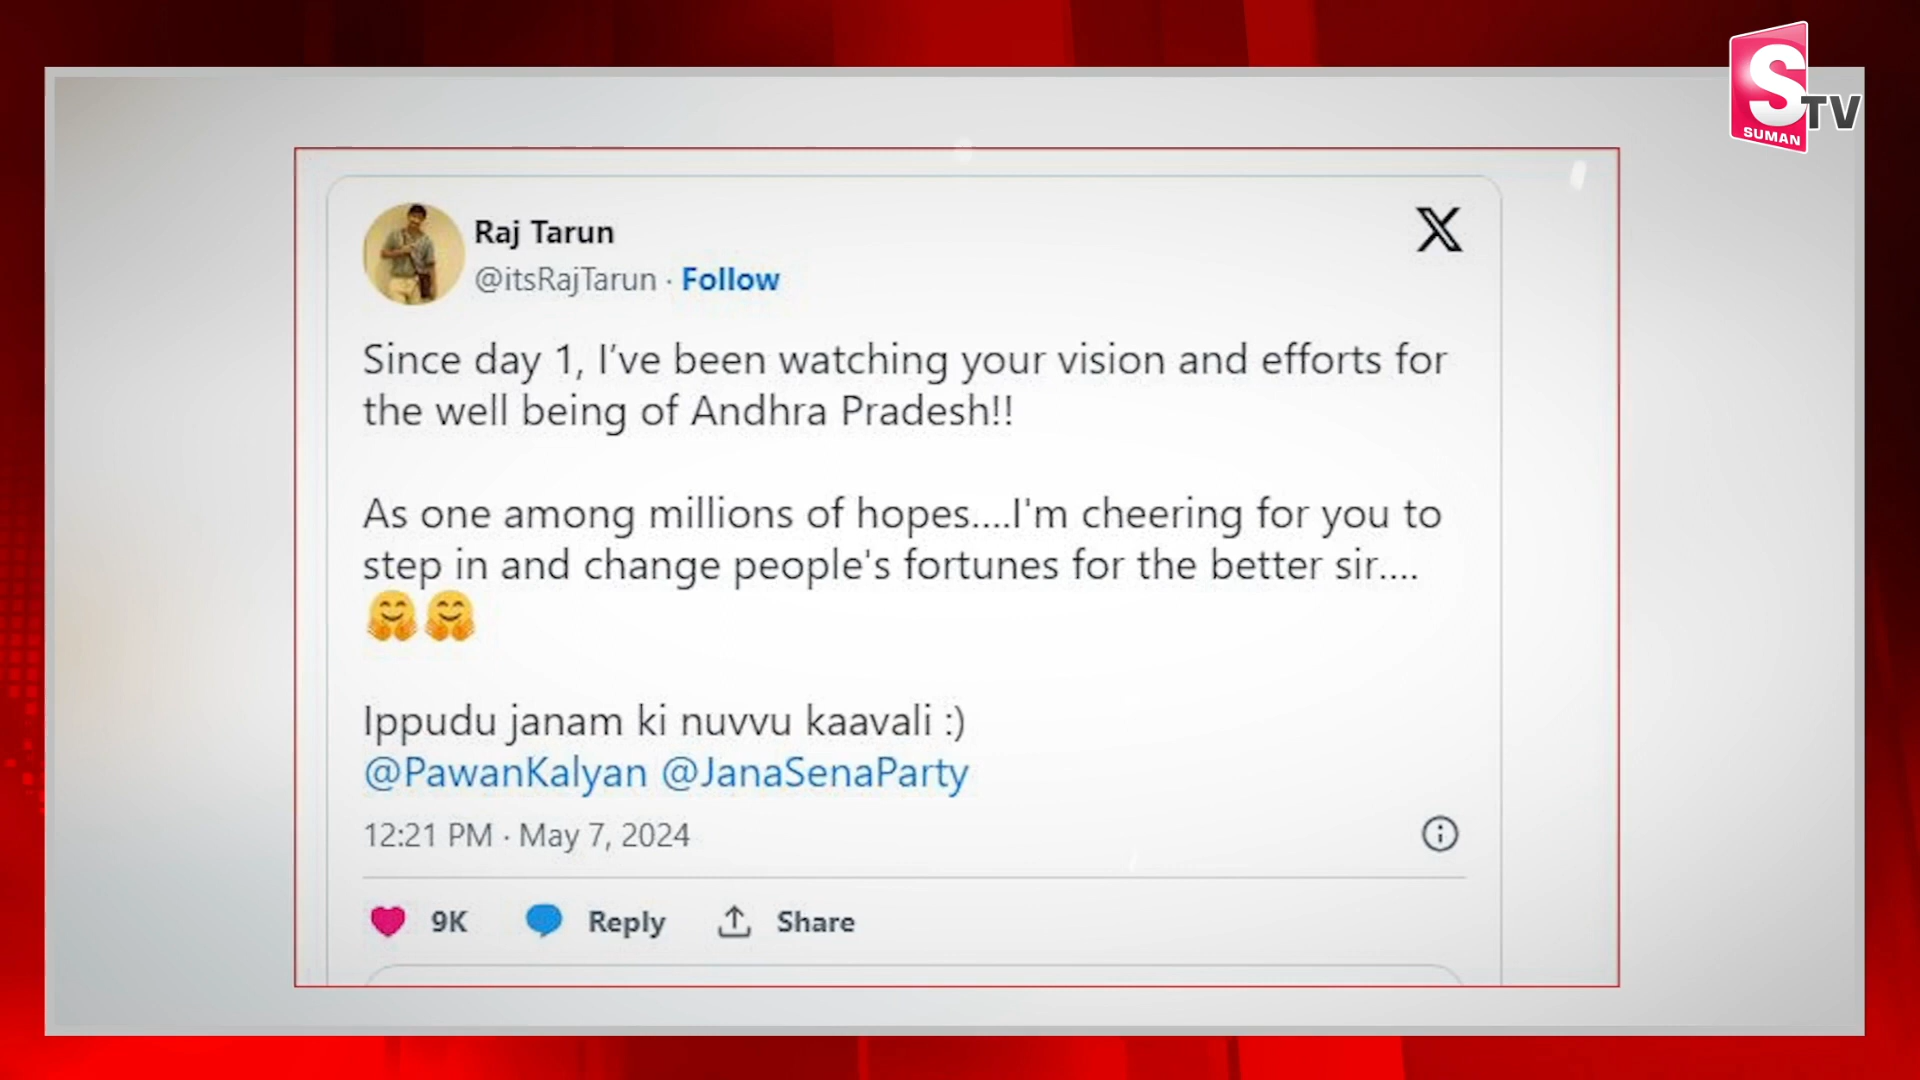 S TV
SUMAN
Raj Tarun
@itsRajTarun · Follow
Since day 1, I’ve been watching your vision and efforts for
the well being of Andhra Pradesh!!
As one among millions of hopes....I'm cheering for you to
step in and change people's fortunes for the better sir....
🤗🤗
Ippudu janam ki nuvvu kaavali :)
@PawanKalyan @JanaSenaParty
12:21 PM · May 7, 2024
9K Reply Share